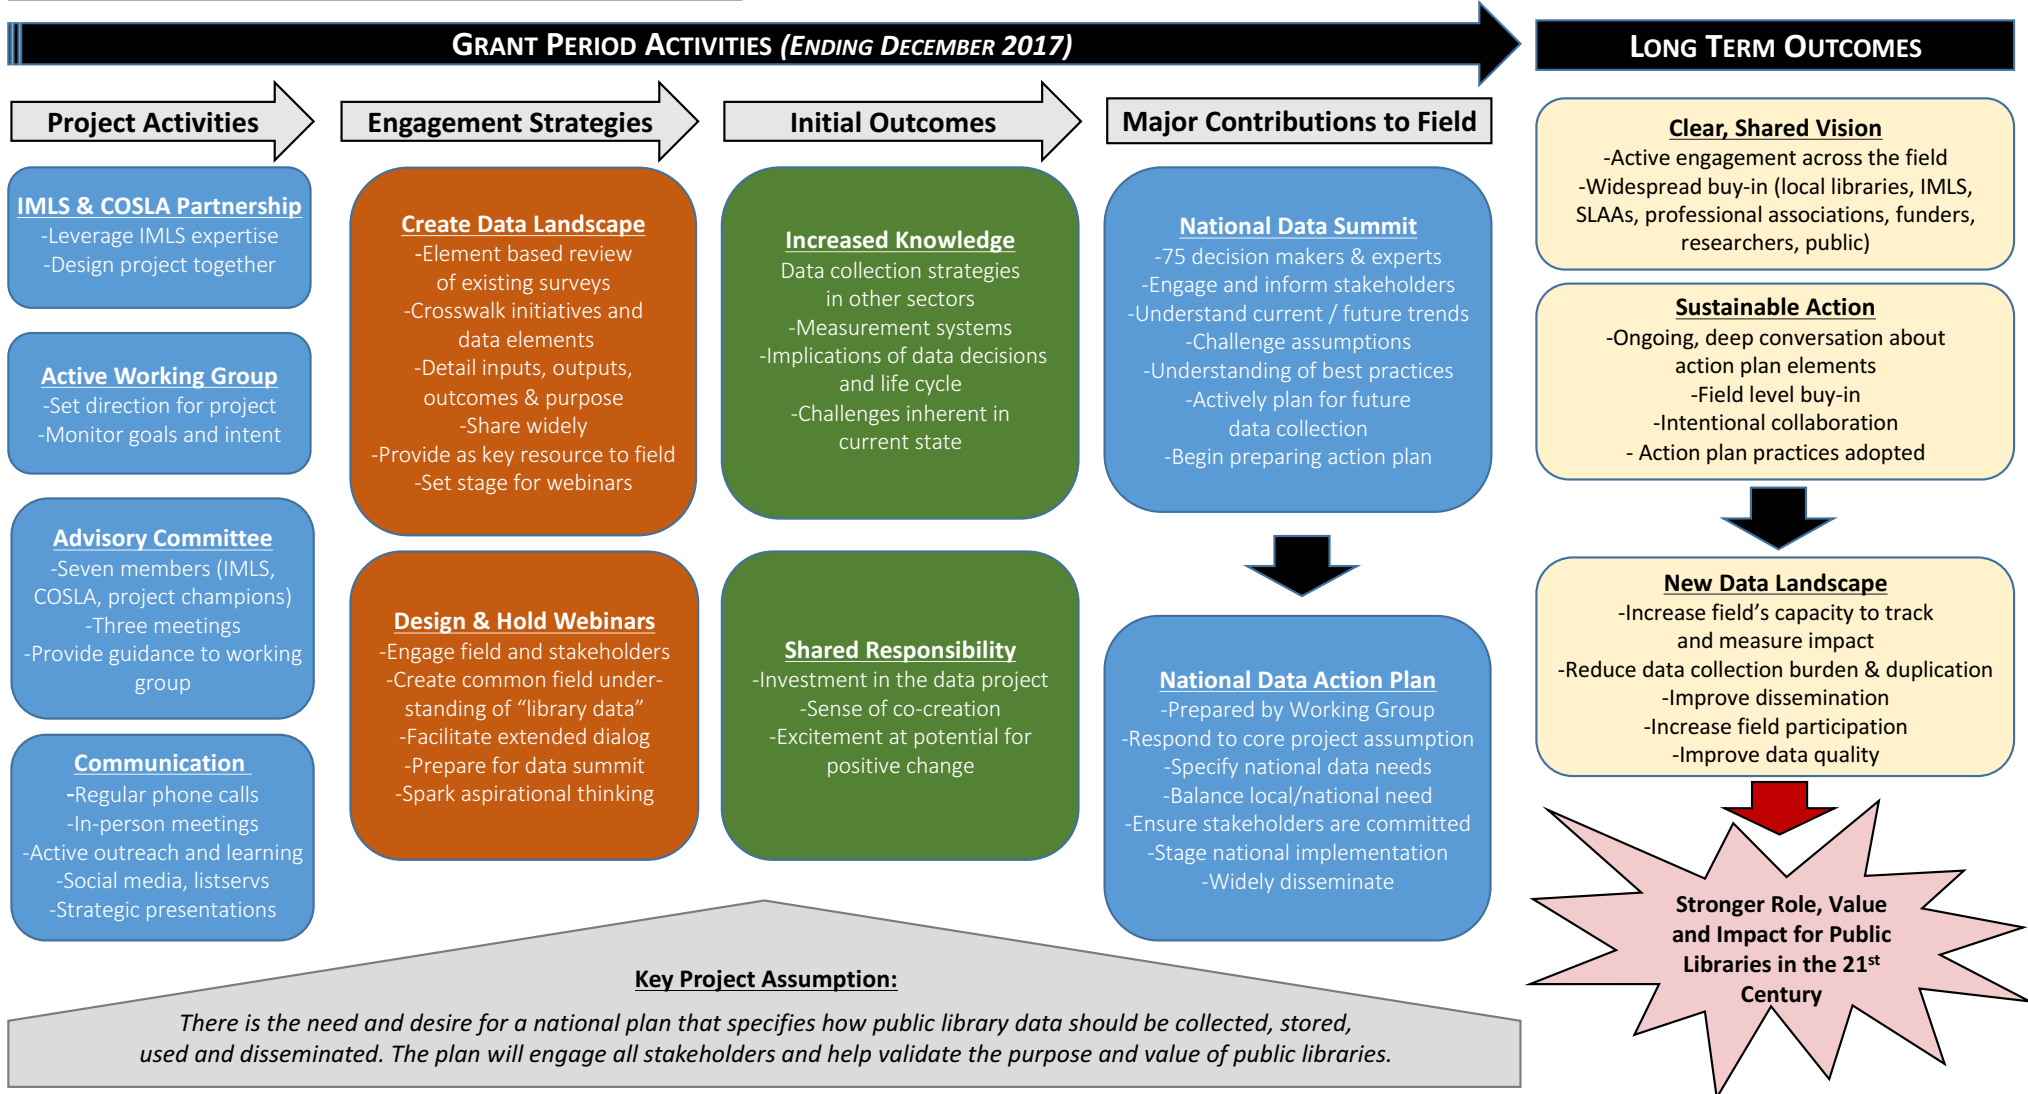 GRANT PERIOD ACTIVITIES (ENDING DECEMBER 2017)
LONG TERM OUTCOMES
Project Activities
Engagement Strategies
Initial Outcomes
Major Contributions to Field
IMLS & COSLA Partnership
-Leverage IMLS expertise
-Design project together
Active Working Group
-Set direction for project
-Monitor goals and intent
Advisory Committee
-Seven members (IMLS,
COSLA, project champions)
-Three meetings
-Provide guidance to working
group
Communication
-Regular phone calls
-In-person meetings
-Active outreach and learning
-Social media, listservs
-Strategic presentations
Create Data Landscape
-Element based review
of existing surveys
-Crosswalk initiatives and
data elements
-Detail inputs, outputs,
outcomes & purpose
-Share widely
-Provide as key resource to field
-Set stage for webinars
Design & Hold Webinars
-Engage field and stakeholders
-Create common field under-
standing of “library data”
-Facilitate extended dialog
-Prepare for data summit
-Spark aspirational thinking
Increased Knowledge
Data collection strategies
in other sectors
-Measurement systems
-Implications of data decisions
and life cycle
-Challenges inherent in
current state
Shared Responsibility
-Investment in the data project
-Sense of co-creation
-Excitement at potential for
positive change
National Data Summit
-75 decision makers & experts
-Engage and inform stakeholders
-Understand current / future trends
-Challenge assumptions
-Understanding of best practices
-Actively plan for future
data collection
-Begin preparing action plan
National Data Action Plan
-Prepared by Working Group
-Respond to core project assumption
-Specify national data needs
-Balance local/national need
-Ensure stakeholders are committed
-Stage national implementation
-Widely disseminate
Clear, Shared Vision
-Active engagement across the field
-Widespread buy-in (local libraries, IMLS,
SLAAs, professional associations, funders,
researchers, public)
Sustainable Action
-Ongoing, deep conversation about
action plan elements
-Field level buy-in
-Intentional collaboration
- Action plan practices adopted
New Data Landscape
-Increase field’s capacity to track
and measure impact
-Reduce data collection burden & duplication
-Improve dissemination
-Increase field participation
-Improve data quality
Stronger Role, Value
and Impact for Public
Libraries in the 21st
Century
Key Project Assumption:
There is the need and desire for a national plan that specifies how public library data should be collected, stored,
used and disseminated. The plan will engage all stakeholders and help validate the purpose and value of public libraries.